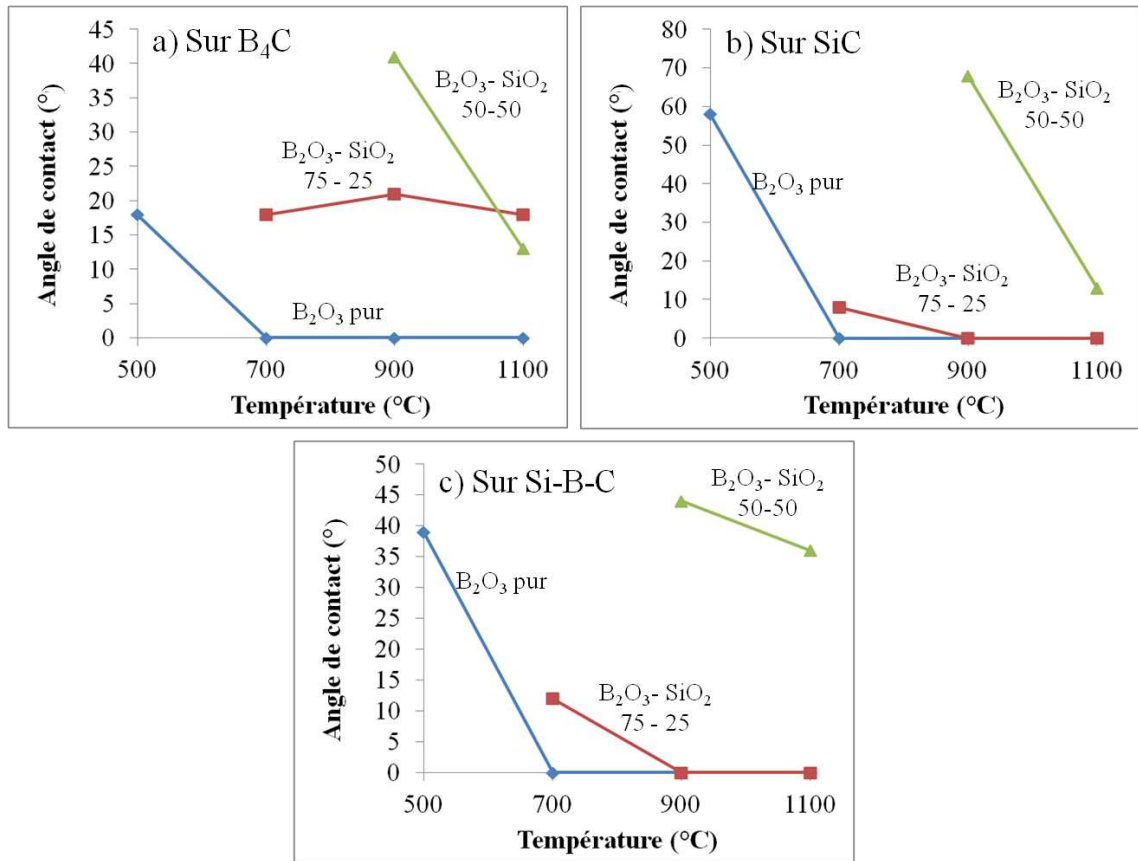 a) Sur B₄C
Angle de contact (°)
45
40
35
30
25
20
15
10
5
0
B₂O₃- SiO₂
50-50
B₂O₃- SiO₂
75 - 25
B₂O₃ pur
500 700 900 1100
Température (°C)
b) Sur SiC
Angle de contact (°)
80
70
60
50
40
30
20
10
0
B₂O₃- SiO₂
50-50
B₂O₃ pur
B₂O₃- SiO₂
75 - 25
500 700 900 1100
Température (°C)
c) Sur Si-B-C
Angle de contact (°)
50
45
40
35
30
25
20
15
10
5
0
B₂O₃- SiO₂
50-50
B₂O₃ pur
B₂O₃- SiO₂
75 - 25
500 700 900 1100
Température (°C)